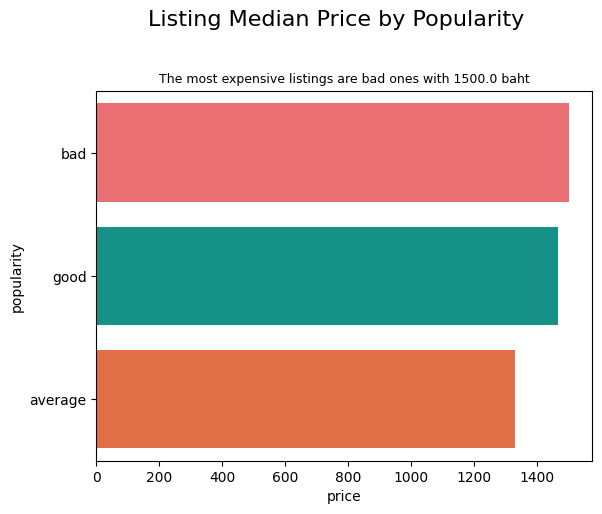 Listing Median Price by Popularity
The most expensive listings are bad ones with 1500.0 baht
bad
good
average
popularity
0 200 400 600 800 1000 1200 1400
price